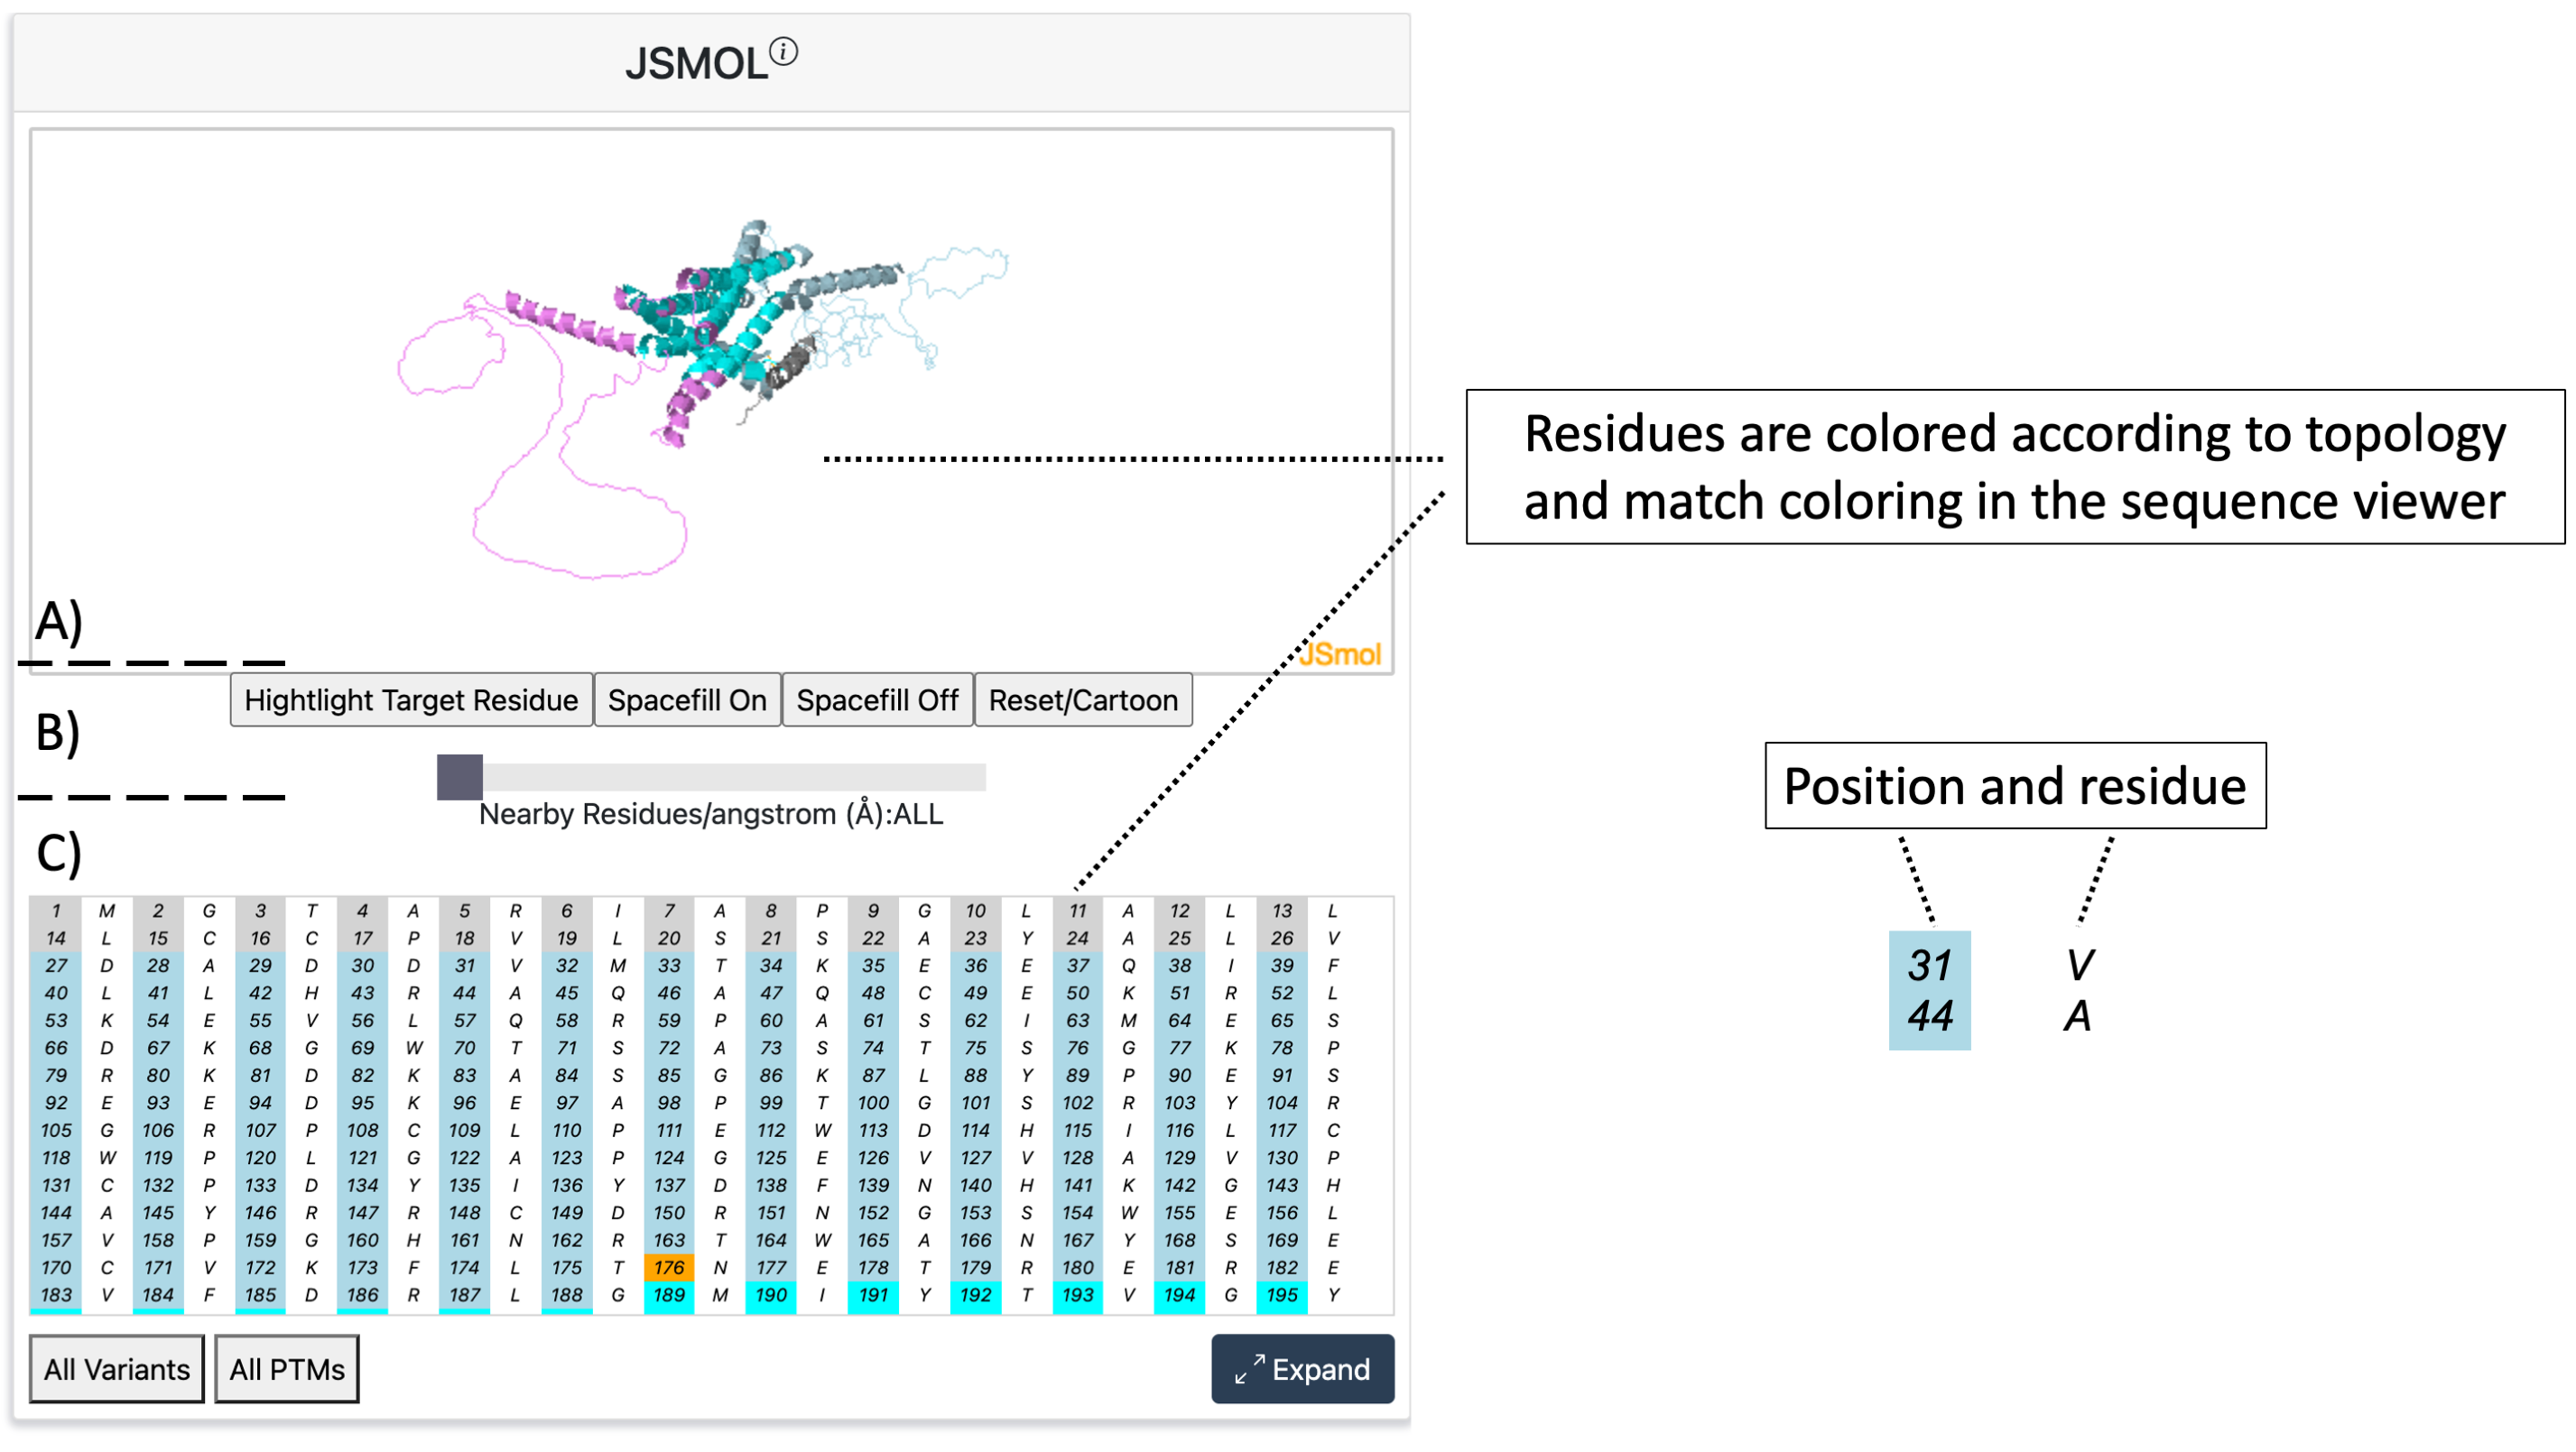 JSMOL
Residues are colored according to topology
and match coloring in the sequence viewer
A)
JSmol
Hightlight Target Residue Spacefill On Spacefill Off Reset/Cartoon
B)
Nearby Residues/angstrom (Å):ALL
Position and residue
31 V
44 A
C)
1 M 2 G 3 T 4 A 5 R 6 I 7 A 8 P 9 G 10 L 11 A 12 L 13 L
14 L 15 C 16 C 17 P 18 V 19 L 20 S 21 S 22 A 23 Y 24 A 25 L 26 V
27 D 28 A 29 D 30 D 31 V 32 M 33 T 34 K 35 E 36 E 37 Q 38 I 39 F
40 L 41 L 42 H 43 R 44 A 45 Q 46 A 47 Q 48 C 49 E 50 K 51 R 52 L
53 K 54 E 55 V 56 L 57 Q 58 R 59 P 60 A 61 S 62 I 63 M 64 E 65 S
66 D 67 K 68 G 69 W 70 T 71 S 72 A 73 S 74 T 75 S 76 G 77 K 78 P
79 R 80 K 81 D 82 K 83 A 84 S 85 G 86 K 87 L 88 Y 89 P 90 E 91 S
92 E 93 E 94 D 95 K 96 E 97 A 98 P 99 T 100 G 101 S 102 R 103 Y 104 R
105 G 106 R 107 P 108 C 109 L 110 P 111 E 112 W 113 D 114 H 115 I 116 L 117 C
118 W 119 P 120 L 121 G 122 A 123 P 124 G 125 E 126 V 127 V 128 A 129 V 130 P
131 C 132 P 133 D 134 Y 135 I 136 Y 137 D 138 F 139 N 140 H 141 K 142 G 143 H
144 A 145 Y 146 R 147 R 148 C 149 D 150 R 151 N 152 G 153 S 154 W 155 E 156 L
157 V 158 P 159 G 160 H 161 N 162 R 163 T 164 W 165 A 166 N 167 Y 168 S 169 E
170 C 171 V 172 K 173 F 174 L 175 T 176 N 177 E 178 T 179 R 180 E 181 R 182 E
183 V 184 F 185 D 186 R 187 L 188 G 189 M 190 I 191 Y 192 T 193 V 194 G 195 Y
All Variants All PTMs Expand